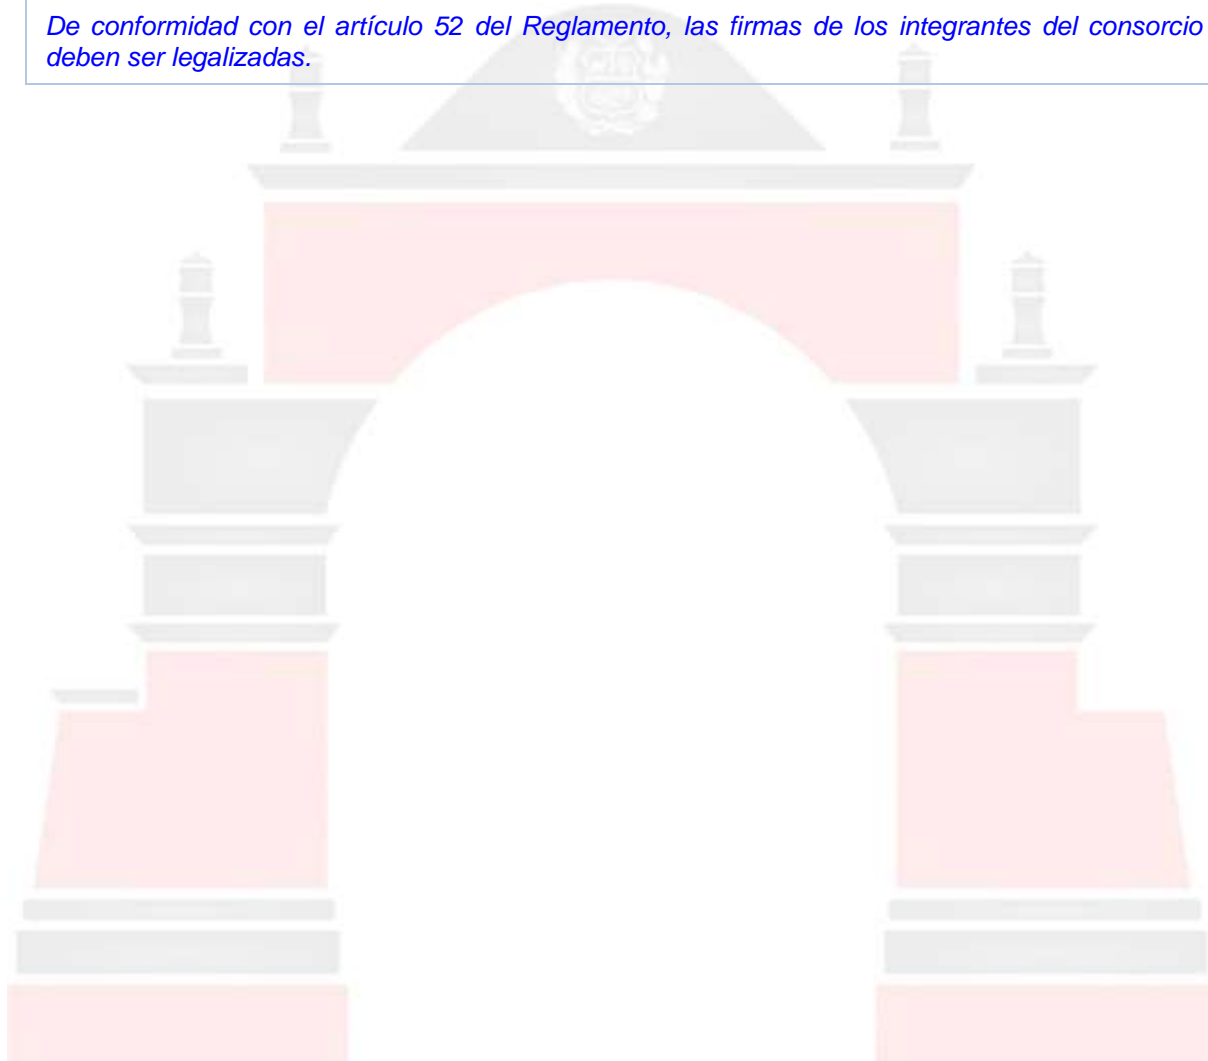 De conformidad con el artículo 52 del Reglamento, las firmas de los integrantes del consorcio
deben ser legalizadas.